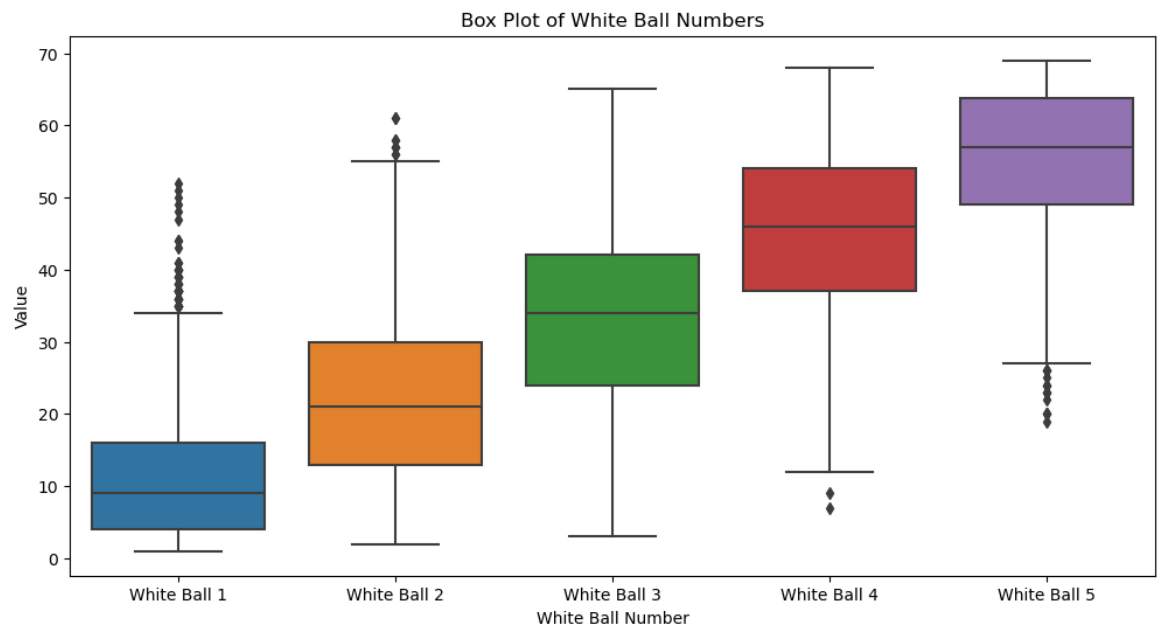 Box Plot of White Ball Numbers
70
60
50
40
30
20
10
0
Value
White Ball 1 White Ball 2 White Ball 3 White Ball 4 White Ball 5
White Ball Number